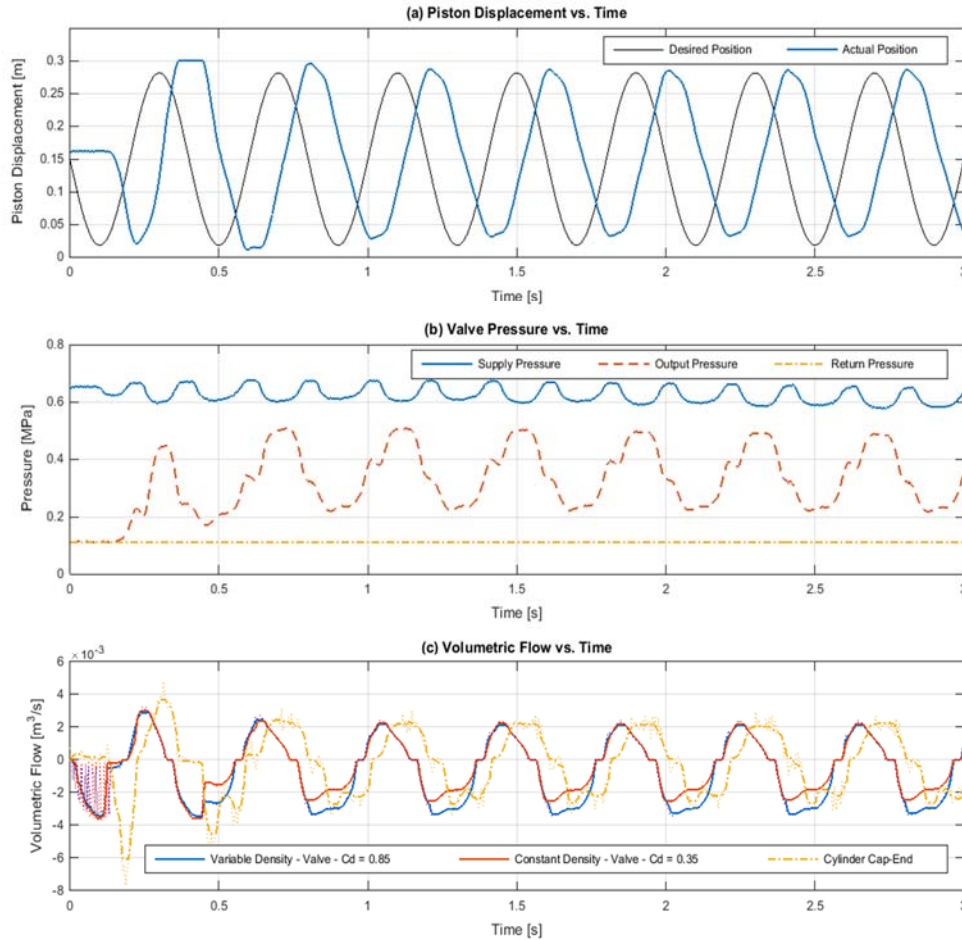 (a) Piston Displacement vs. Time
Desired Position Actual Position
Piston Displacement [m]
0.3
0.25
0.2
0.15
0.1
0.05
0
0 0.5 1 1.5 2 2.5 3
Time [s]
(b) Valve Pressure vs. Time
Supply Pressure Output Pressure Return Pressure
Pressure [MPa]
0.8
0.6
0.4
0.2
0
0 0.5 1 1.5 2 2.5 3
Time [s]
(c) Volumetric Flow vs. Time
×10⁻³
Volumetric Flow [m³/s]
6
4
2
0
-2
-4
-6
-8
Variable Density - Valve - Cd = 0.85 Constant Density - Valve - Cd = 0.35 Cylinder Cap-End
0 0.5 1 1.5 2 2.5 3
Time [s]